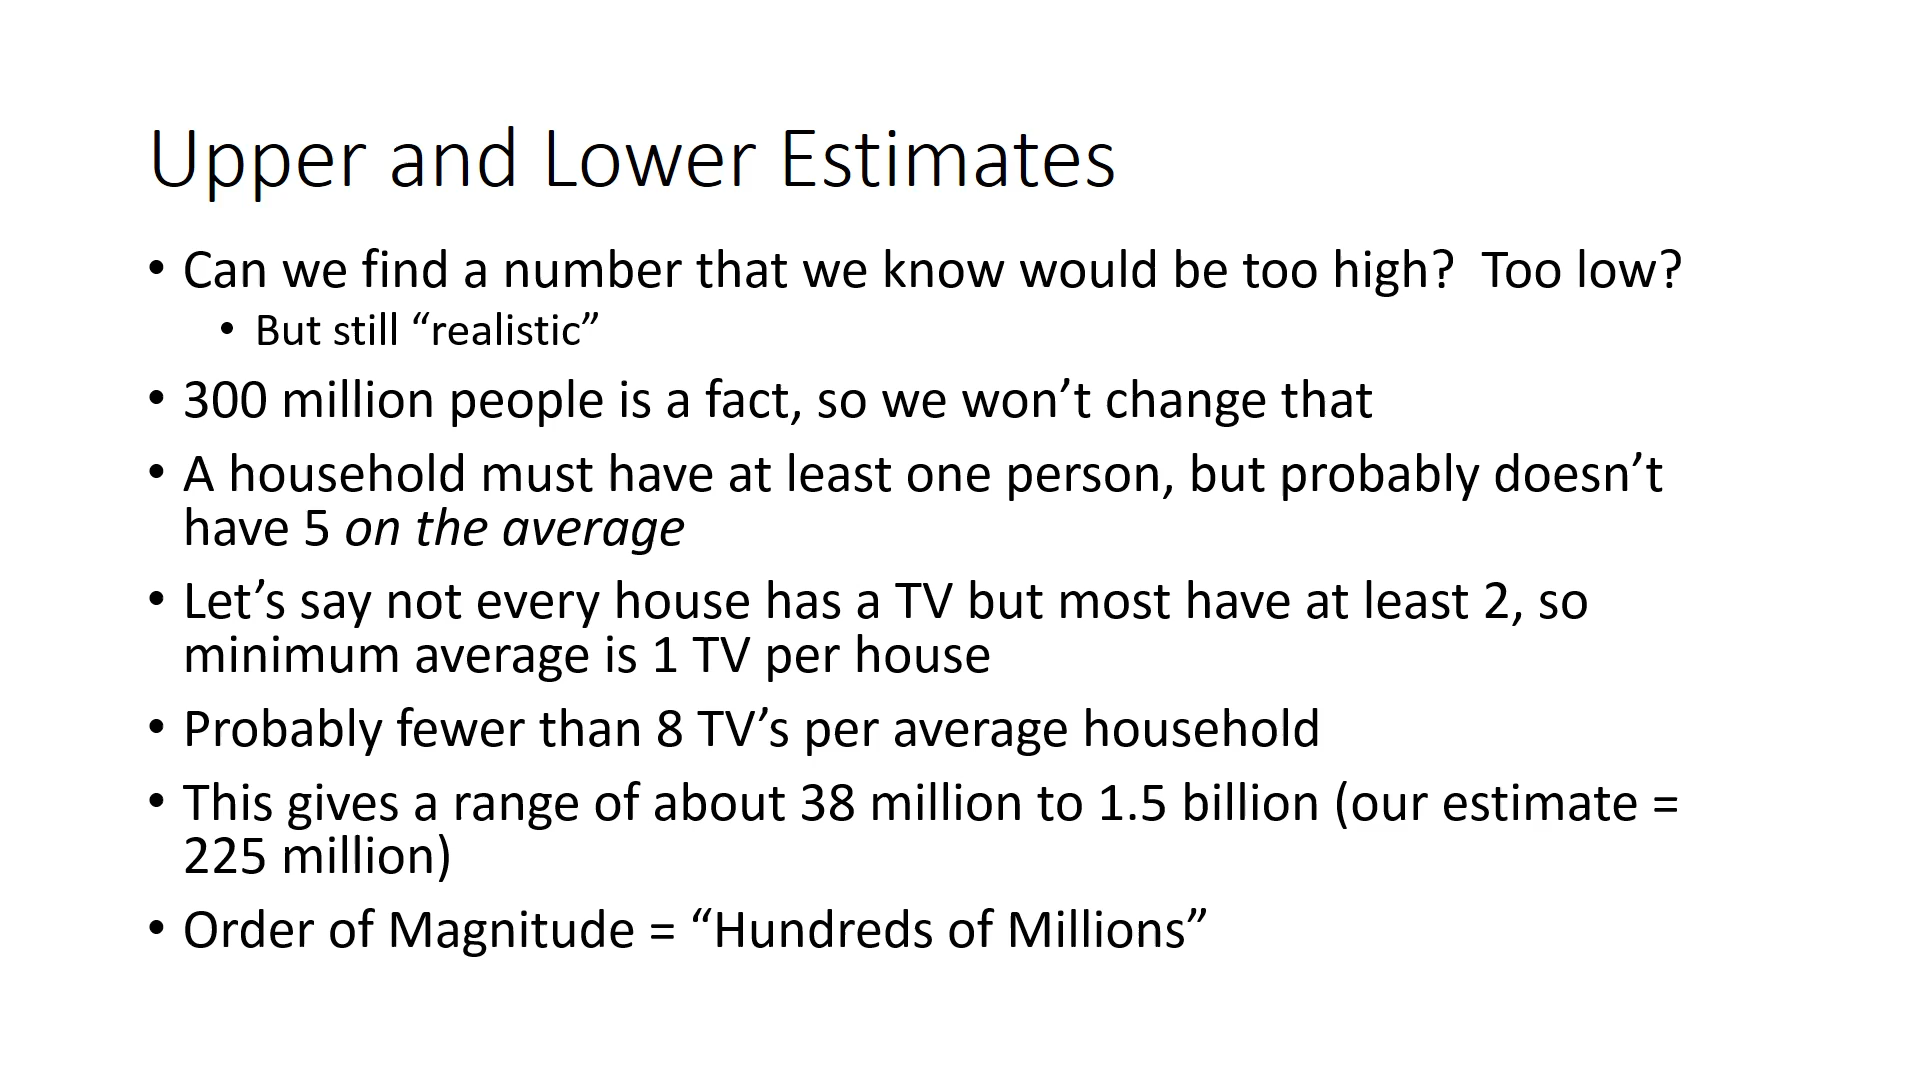 Upper and Lower Estimates
• Can we find a number that we know would be too high?  Too low?
• But still “realistic”
• 300 million people is a fact, so we won’t change that
• A household must have at least one person, but probably doesn’t
have 5 on the average
• Let’s say not every house has a TV but most have at least 2, so
minimum average is 1 TV per house
• Probably fewer than 8 TV’s per average household
• This gives a range of about 38 million to 1.5 billion (our estimate =
225 million)
• Order of Magnitude = “Hundreds of Millions”